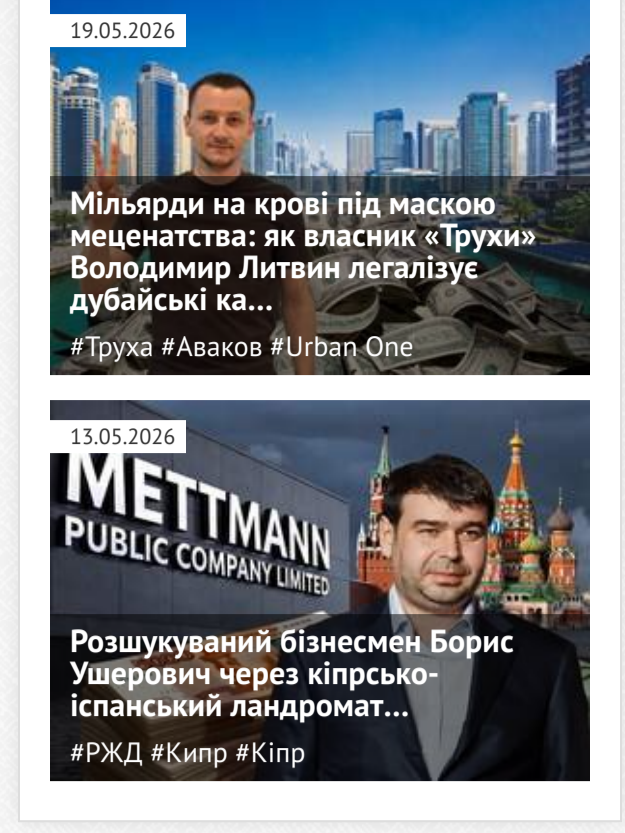 19.05.2026
Мільярди на крові під маскою
меценатства: як власник «Трухи»
Володимир Литвин легалізує
дубайські ка...
#Труха #Аваков #Urban One
13.05.2026
METTMANN
PUBLIC COMPANY LIMITED
Розшукуваний бізнесмен Борис
Ушерович через кіпрсько-
іспанський ландромат...
#РЖД #Кипр #Кіпр